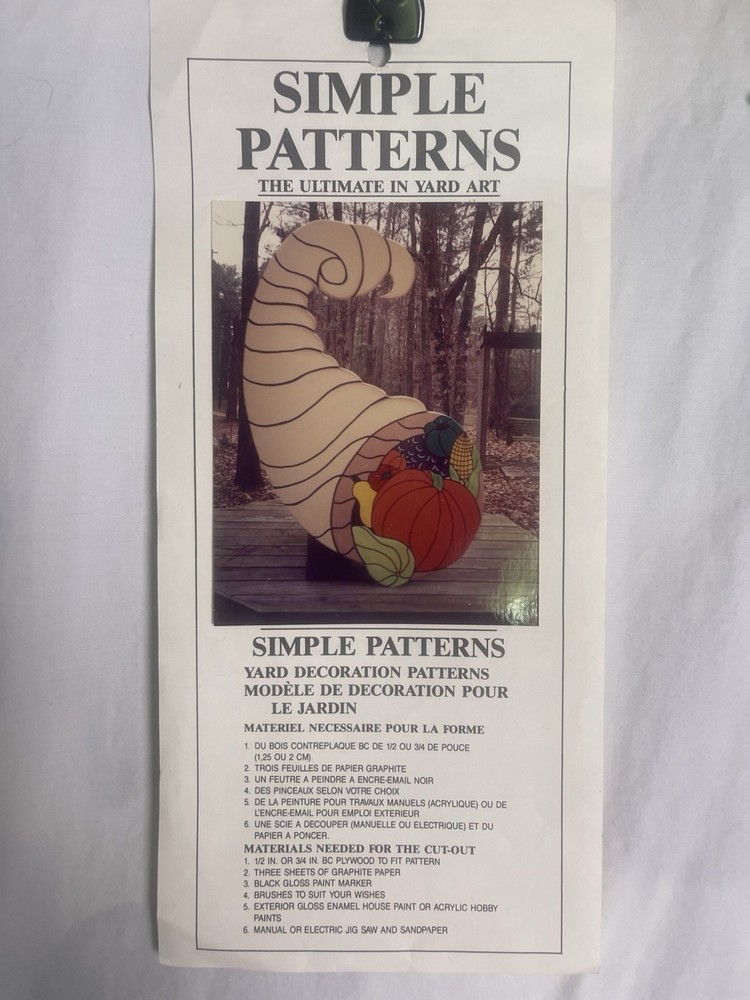 SIMPLE
PATTERNS
THE ULTIMATE IN YARD ART
SIMPLE PATTERNS
YARD DECORATION PATTERNS
MODÈLE DE DECORATION POUR
LE JARDIN
MATERIEL NECESSAIRE POUR LA FORME
1. DU BOIS CONTREPLAQUE BC DE 1/2 OU 3/4 DE POUCE
(1,25 OU 2 CM)
2. TROIS FEUILLES DE PAPIER GRAPHITE
3. UN FEUTRE A PEINDRE A ENCRE-EMAIL NOIR
4. DES PINCEAUX SELON VOTRE CHOIX
5. DE LA PEINTURE POUR TRAVAUX MANUELS (ACRYLIQUE) OU DE
L'ENCRE-EMAIL POUR EMPLOI EXTERIEUR
6. UNE SCIE A DECOUPER (MANUELLE OU ELECTRIQUE) ET DU
PAPIER A PONCER.
MATERIALS NEEDED FOR THE CUT-OUT
1. 1/2 IN. OR 3/4 IN. BC PLYWOOD TO FIT PATTERN
2. THREE SHEETS OF GRAPHITE PAPER
3. BLACK GLOSS PAINT MARKER
4. BRUSHES TO SUIT YOUR WISHES
5. EXTERIOR GLOSS ENAMEL HOUSE PAINT OR ACRYLIC HOBBY
PAINTS
6. MANUAL OR ELECTRIC JIG SAW AND SANDPAPER